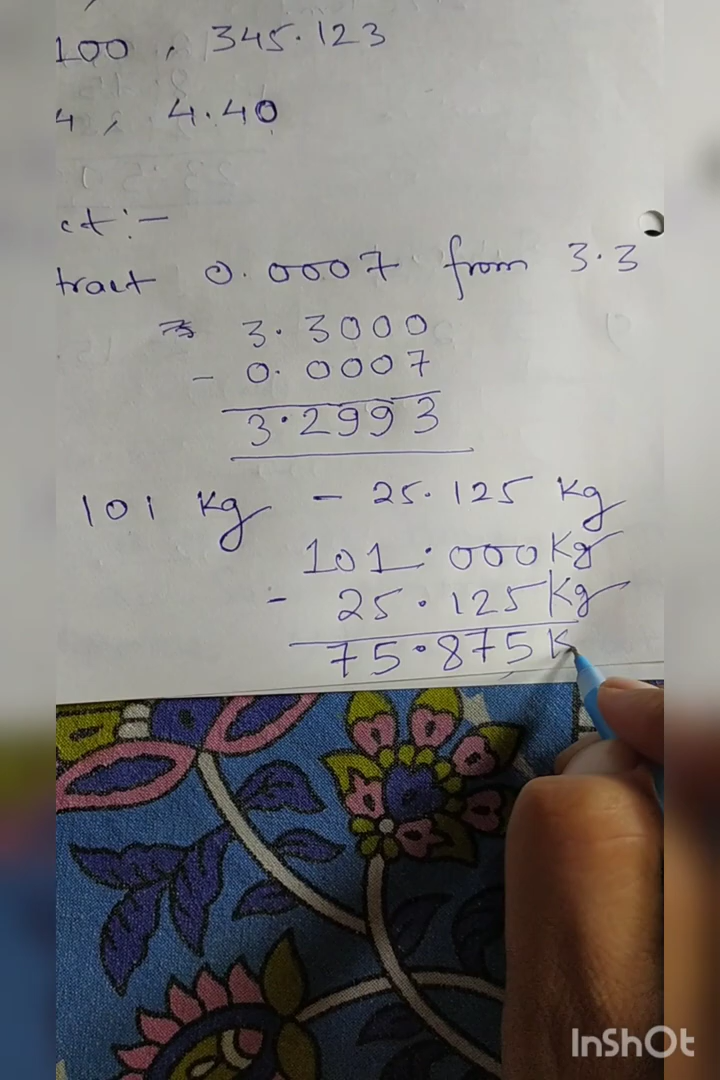 100 , 345.123
4 , 4.40
ct :-
tract 0.0007 from 3.3
3.3000
- 0.0007
3.2993
101 kg - 25.125 kg
101.000 kg
- 25.125 kg
75.875 K
InShOt